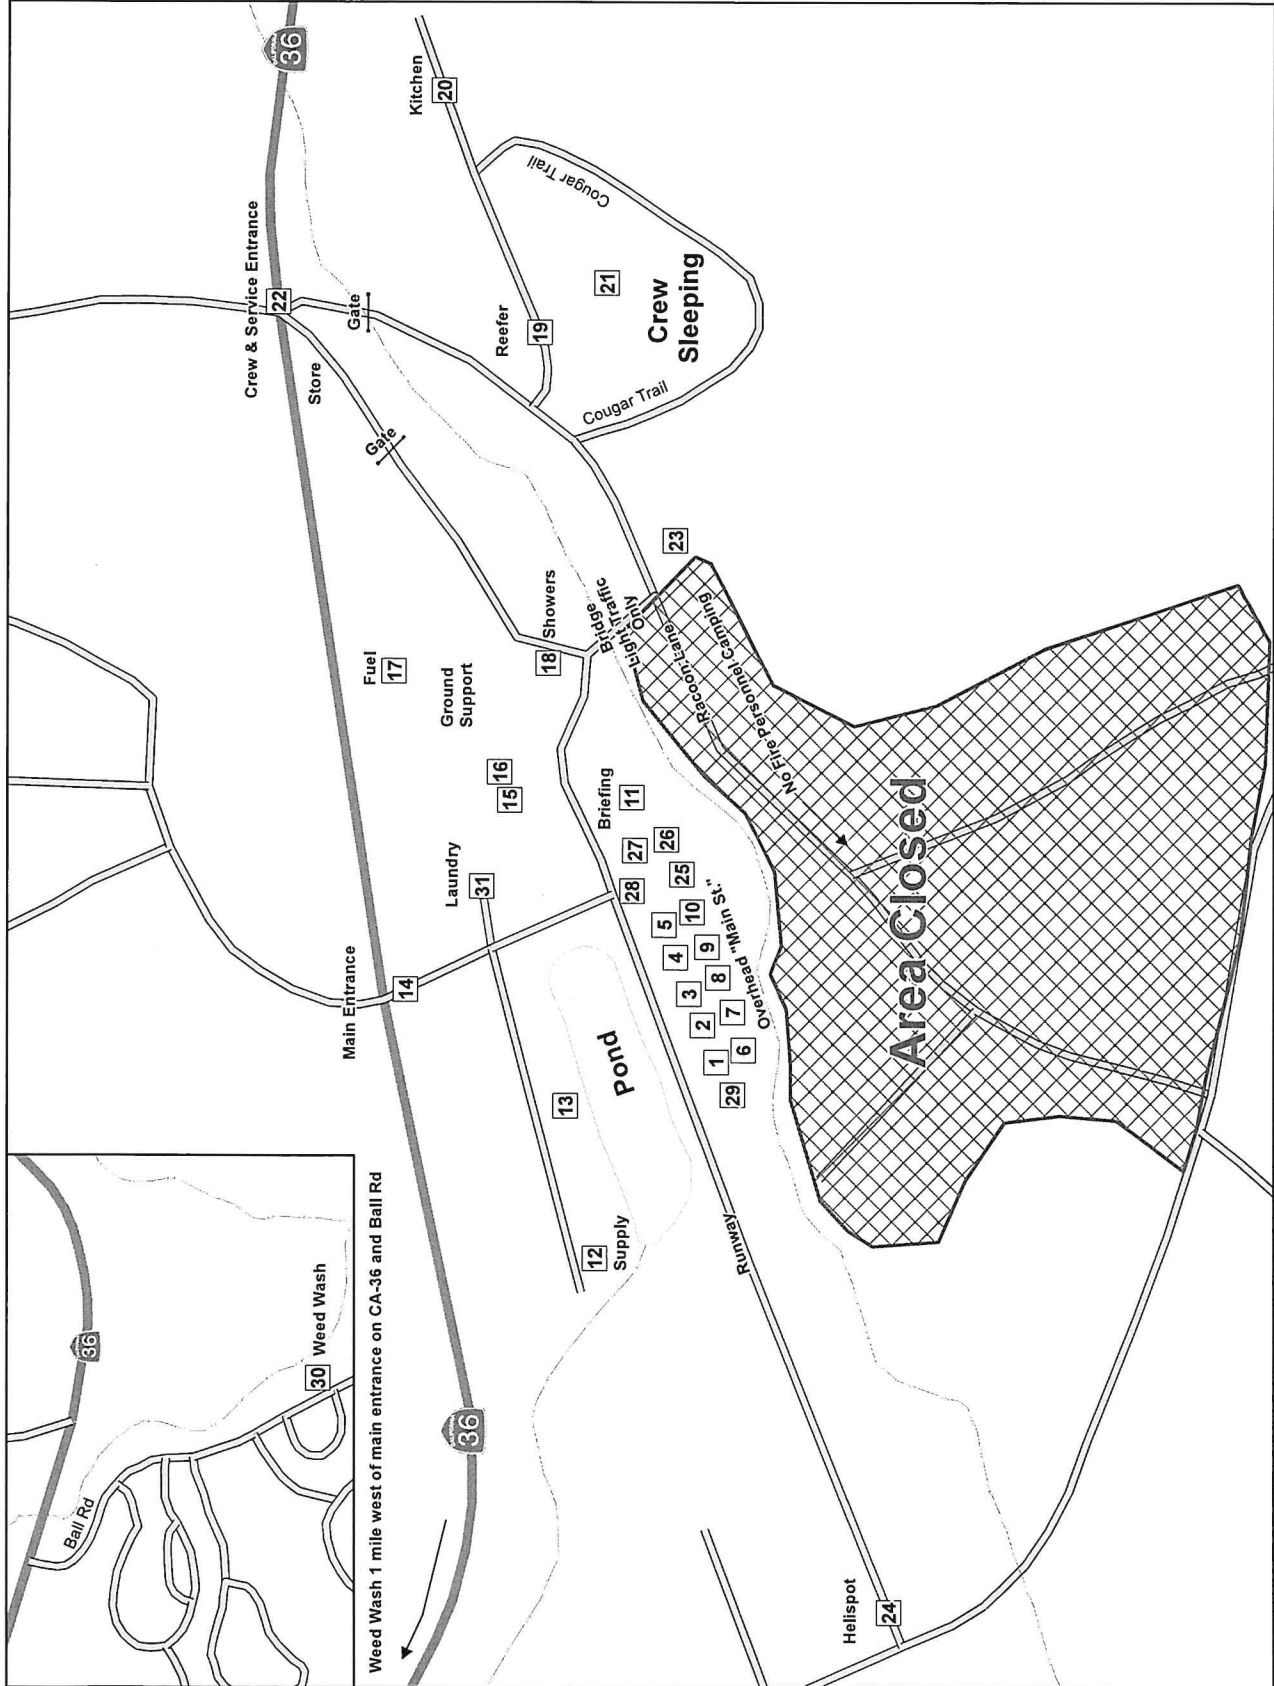 36
Ball Rd
30
Weed Wash
Weed Wash 1 mile west of main entrance on CA-36 and Ball Rd
CALIFORNIA
36
Main Entrance
14
Crew & Service Entrance
22
Store
Gate
Gate
CALIFORNIA
36
Kitchen
20
Cougar Trail
Reefer
19
21
Crew
Sleeping
Cougar Trail
Fuel
17
Ground
Support
16
15
Laundry
31
18
Showers
Bridge
Light Traffic
Only
23
Racoon Lane
No Fire Personnel Camping
Briefing
11
27
26
28
25
5
10
4
9
3
8
2
7
1
6
29
Overhead "Main St."
Pond
13
12
Supply
Runway
Area Closed
Helispot
24